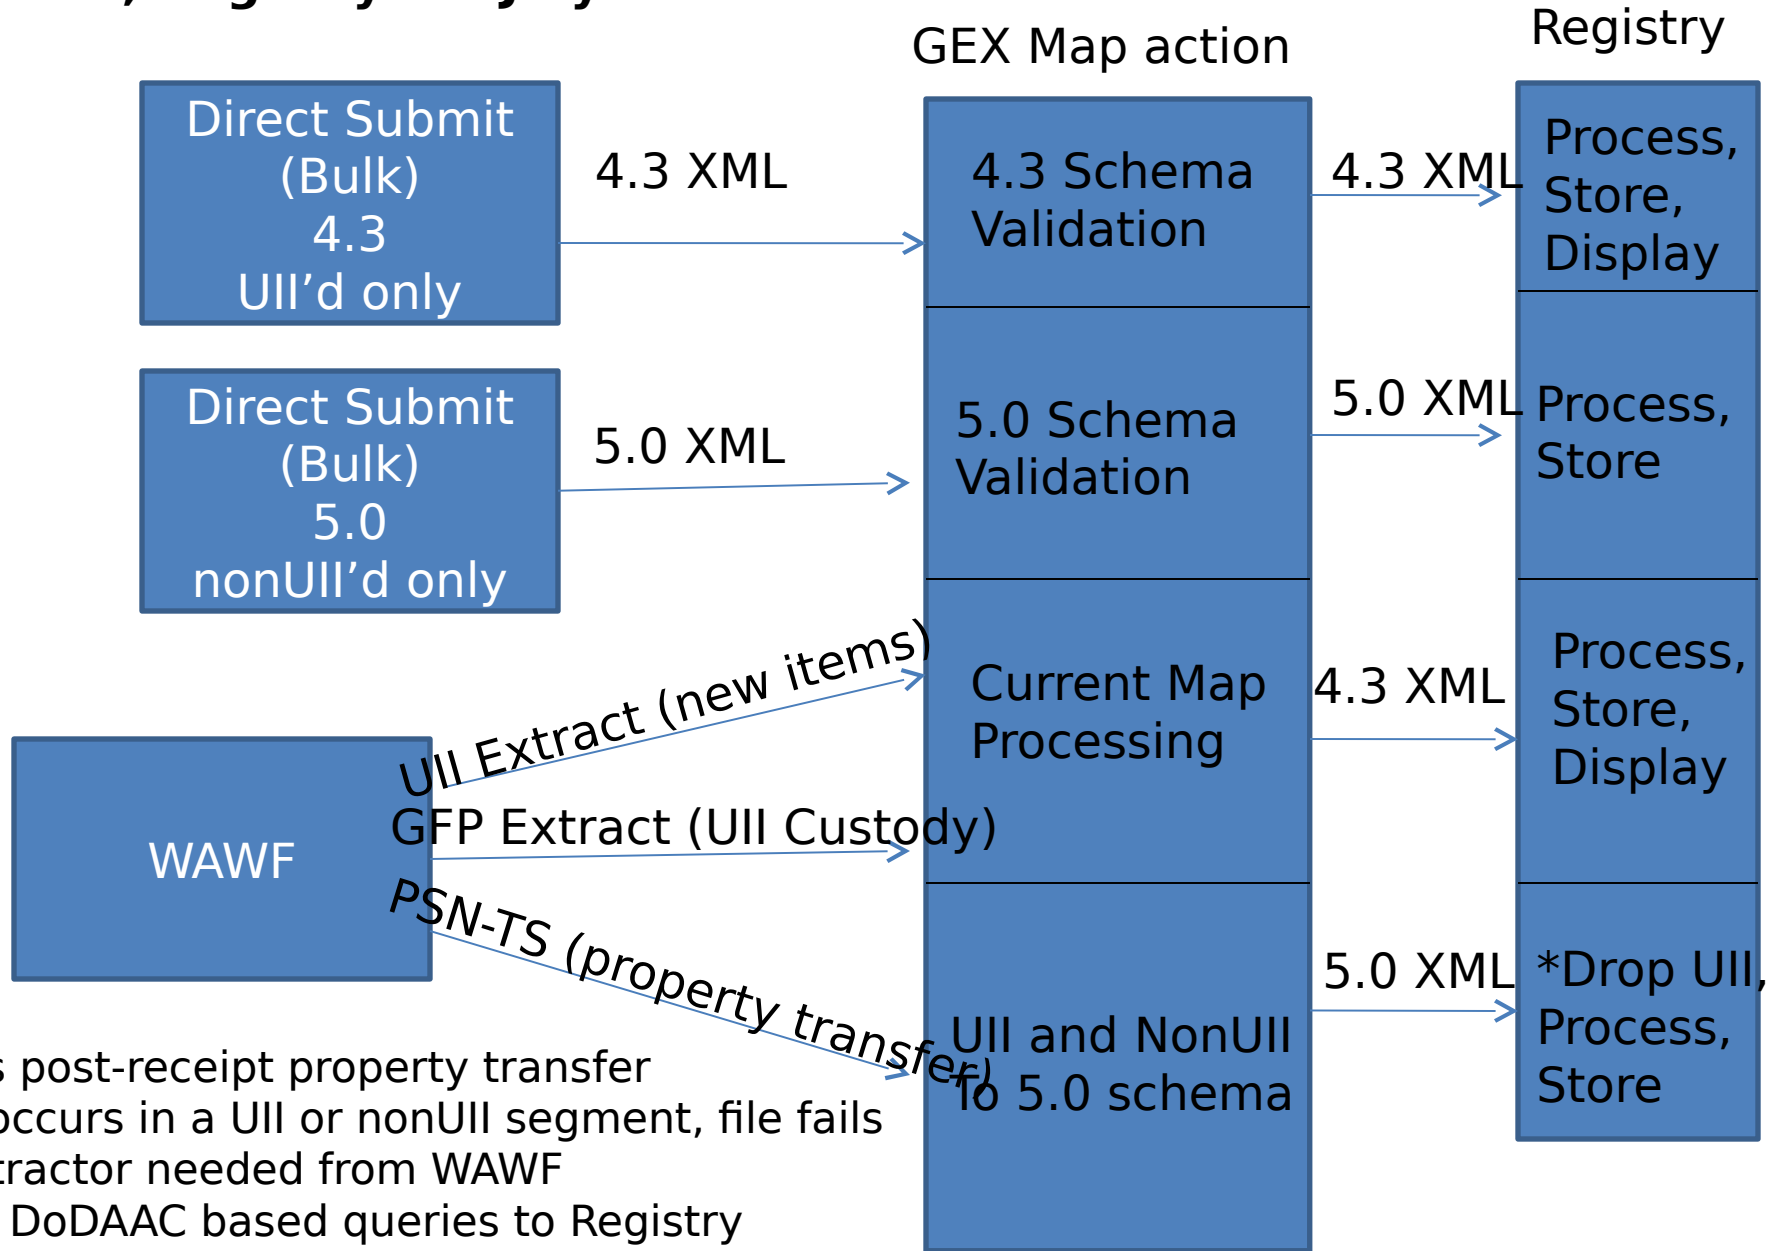 GEX Map action
Registry
Direct Submit
(Bulk)
4.3
UII’d only
4.3 XML
4.3 Schema
Validation
4.3 XML
Process,
Store,
Display
Direct Submit
(Bulk)
5.0
nonUII’d only
5.0 XML
5.0 Schema
Validation
5.0 XML
Process,
Store
WAWF
UII Extract (new items)
GFP Extract (UII Custody)
PSN-TS (property transfer)
Current Map
Processing
4.3 XML
Process,
Store,
Display
UII and NonUII
To 5.0 schema
5.0 XML
*Drop UII,
Process,
Store
post-receipt property transfer
occurs in a UII or nonUII segment, file fails
needed from WAWF
DoDAAC based queries to Registry